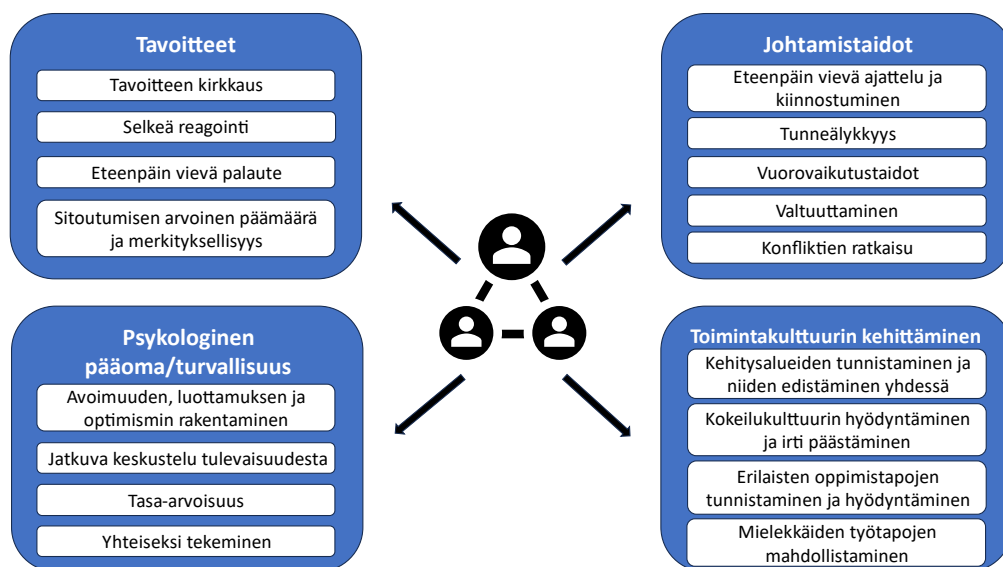 Tavoitteet
Tavoitteen kirkkaus
Selkeä reagointi
Eteenpäin vievä palaute
Sitoutumisen arvoinen päämäärä
ja merkityksellisyys
Johtamistaidot
Eteenpäin vievä ajattelu ja
kiinnostuminen
Tunneälykkyys
Vuorovaikutustaidot
Valtuuttaminen
Konfliktien ratkaisu
Psykologinen
pääoma/turvallisuus
Avoimuuden, luottamuksen ja
optimismin rakentaminen
Jatkuva keskustelu tulevaisuudesta
Tasa-arvoisuus
Yhteiseksi tekeminen
Toimintakulttuurin kehittäminen
Kehitysalueiden tunnistaminen ja
niiden edistäminen yhdessä
Kokeilukulttuurin hyödyntäminen
ja irti päästäminen
Erilaisten oppimistapojen
tunnistaminen ja hyödyntäminen
Mielekkäiden työtapojen
mahdollistaminen